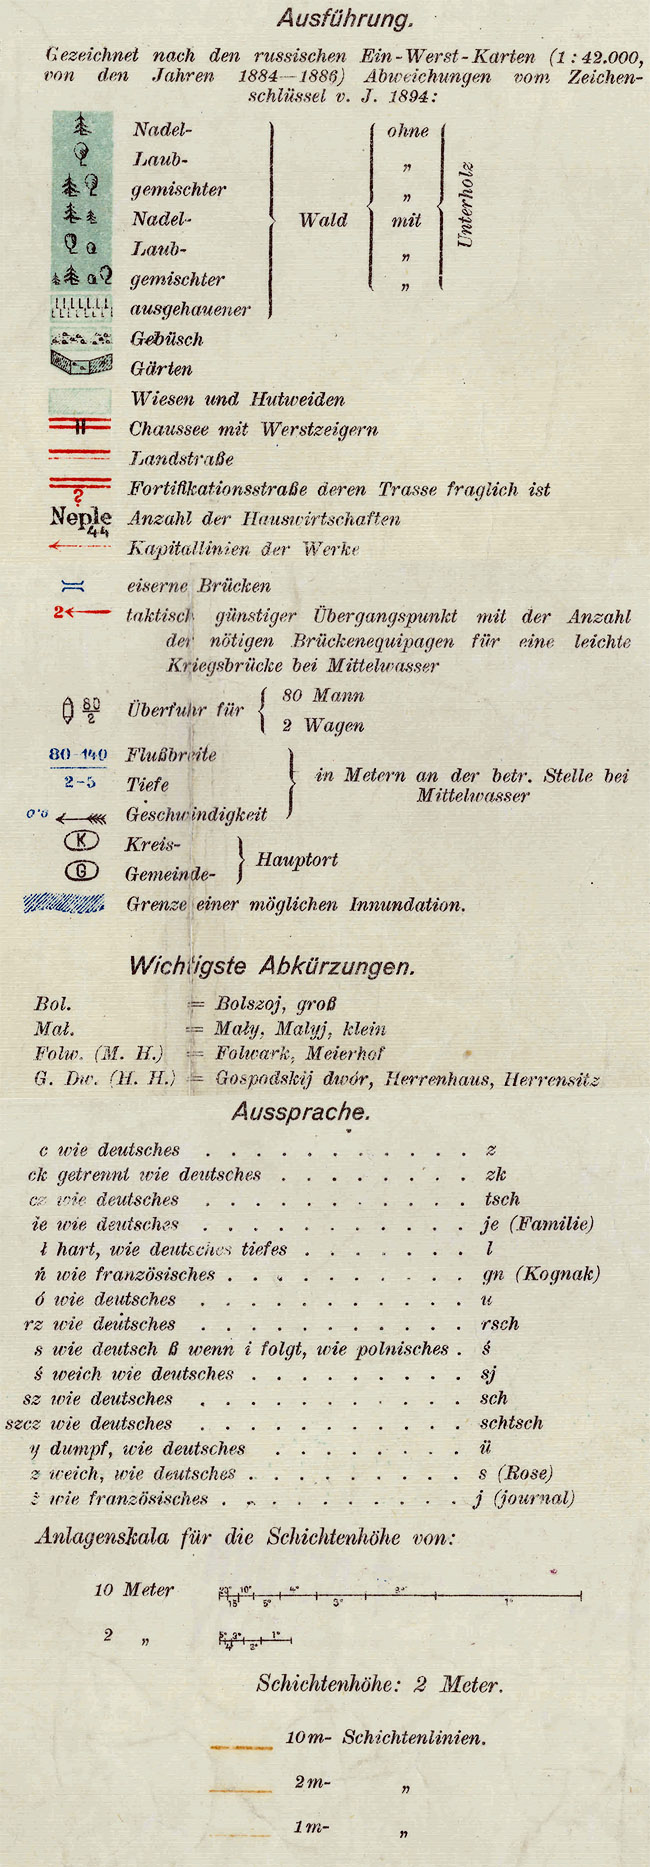 Ausführung.
Gezeichnet nach den russischen Ein-Werst-Karten (1:42.000,
von den Jahren 1884—1886) Abweichungen vom Zeichen-
schlüssel v. J. 1894:
Nadel- ohne
Laub- „
gemischter „
Nadel- Wald mit Unterholz
Laub- „
gemischter „
ausgehauener
Gebüsch
Gärten
Wiesen und Hutweiden
H Chaussee mit Werstzeigern
Landstraße
? Fortifikationsstraße deren Trasse fraglich ist
Neple Anzahl der Hauswirtschaften
44
Kapitallinien der Werke
eiserne Brücken
2 taktisch günstiger Übergangspunkt mit der Anzahl
der nötigen Brückenequipagen für eine leichte
Kriegsbrücke bei Mittelwasser
80/2 Überfuhr für 80 Mann
2 Wagen
80-140 Flußbreite
2-5 Tiefe in Metern an der betr. Stelle bei
Mittelwasser
Geschwindigkeit
K Kreis-
Hauptort
G Gemeinde-
Grenze einer möglichen Innundation.
Wichtigste Abkürzungen.
Bol. = Bolszoj, groß
Mał. = Mały, Malyj, klein
Folw. (M. H.) = Folwark, Meierhof
G. Dw. (H. H.) = Gospodskij dwór, Herrenhaus, Herrensitz
Aussprache.
c wie deutsches . . . . . . . . . . z
ck getrennt wie deutsches . . . . . . . zk
cz wie deutsches . . . . . . . . . . tsch
ie wie deutsches . . . . . . . . . . je (Familie)
ł hart, wie deutsches tiefes . . . . . . l
ń wie französisches . . . . . . . . . gn (Kognak)
ó wie deutsches . . . . . . . . . . u
rz wie deutsches . . . . . . . . . . rsch
s wie deutsch ß wenn i folgt, wie polnisches . ś
ś weich wie deutsches . . . . . . . . sj
sz wie deutsches . . . . . . . . . . sch
szcz wie deutsches . . . . . . . . . . schtsch
y dumpf, wie deutsches . . . . . . . ü
z weich, wie deutsches . . . . . . . . s (Rose)
ż wie französisches . . . . . . . . . j (journal)
Anlagenskala für die Schichtenhöhe von:
10 Meter
2 „
Schichtenhöhe: 2 Meter.
10m- Schichtenlinien.
2m- „
1m- „